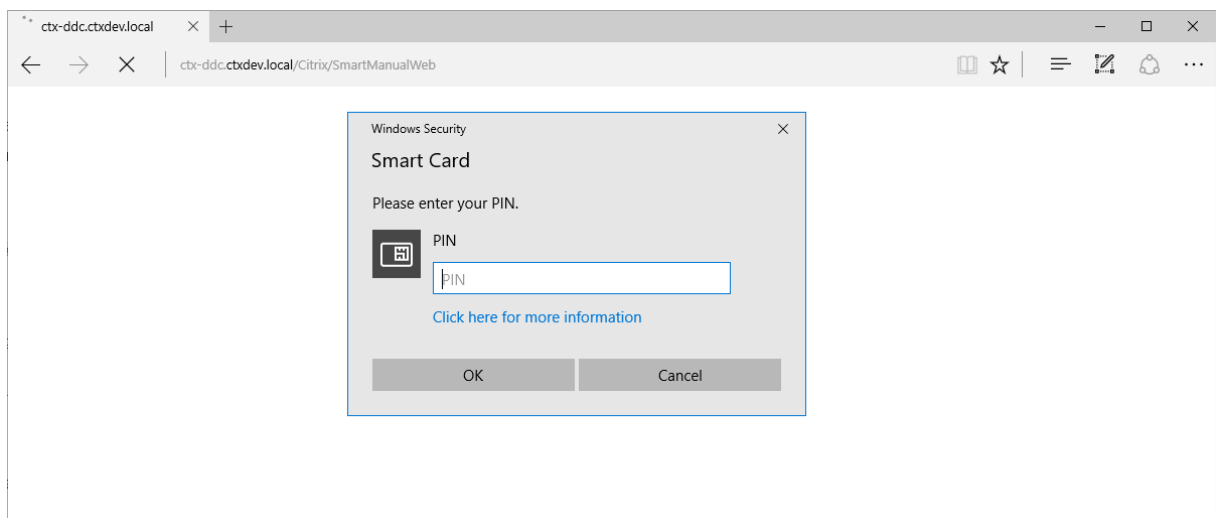 ctx-ddc.ctxdev.local
ctx-ddc.ctxdev.local/Citrix/SmartManualWeb
Windows Security
Smart Card
Please enter your PIN.
PIN
PIN
Click here for more information
OK Cancel